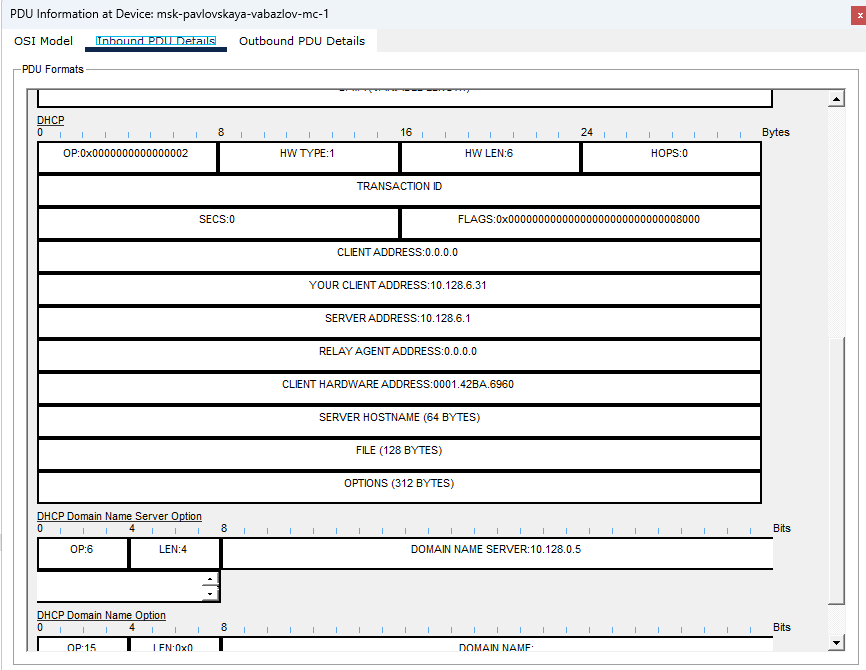 PDU Information at Device: msk-pavlovskaya-vabazlov-mc-1
x
OSI Model Inbound PDU Details Outbound PDU Details
PDU Formats
DHCP
0 8 16 24 Bytes
OP:0x0000000000000002 HW TYPE:1 HW LEN:6 HOPS:0
TRANSACTION ID
SECS:0 FLAGS:0x00000000000000000000000000008000
CLIENT ADDRESS:0.0.0.0
YOUR CLIENT ADDRESS:10.128.6.31
SERVER ADDRESS:10.128.6.1
RELAY AGENT ADDRESS:0.0.0.0
CLIENT HARDWARE ADDRESS:0001.42BA.6960
SERVER HOSTNAME (64 BYTES)
FILE (128 BYTES)
OPTIONS (312 BYTES)
DHCP Domain Name Server Option
0 4 8 Bits
OP:6 LEN:4 DOMAIN NAME SERVER:10.128.0.5
DHCP Domain Name Option
0 4 8 Bits
OP:15 LEN:0x0 DOMAIN NAME: